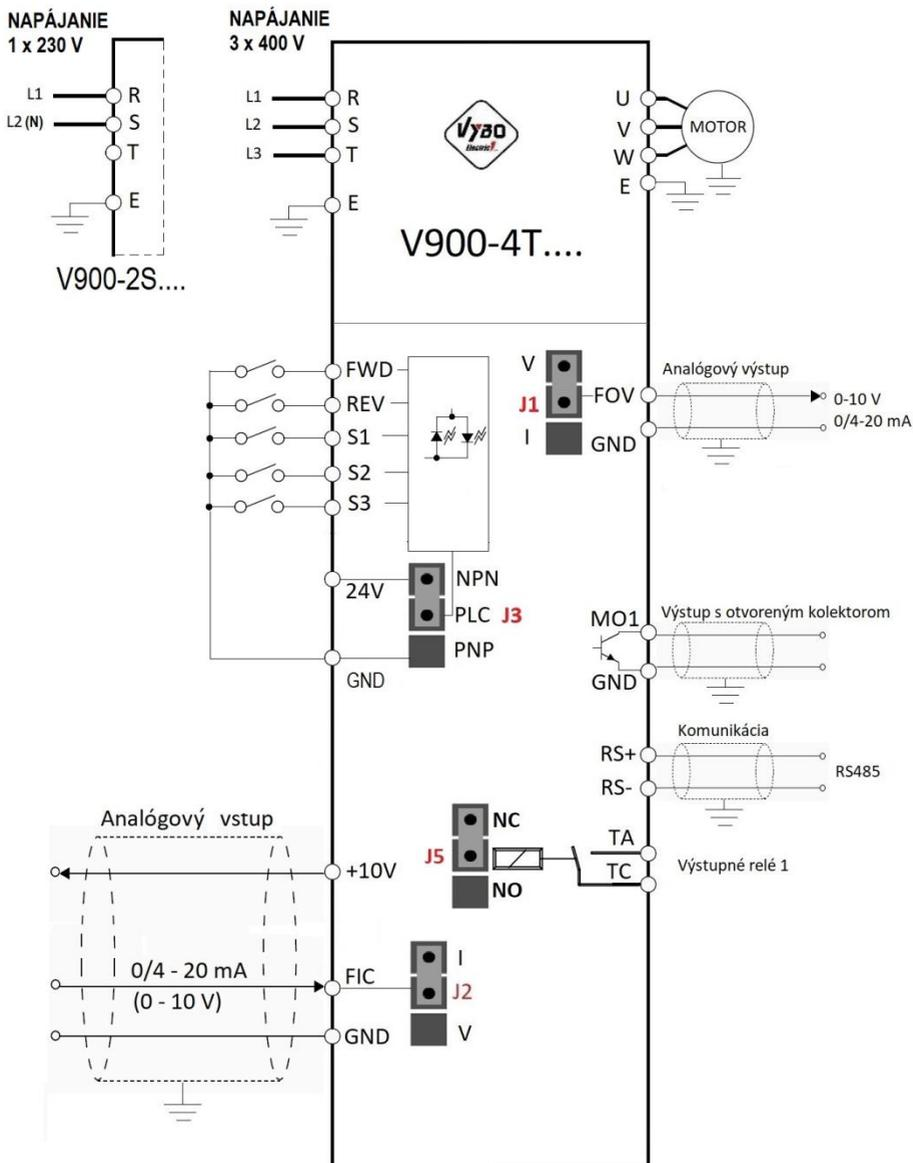 NAPÁJANIE
1 x 230 V
L1
R
L2 (N)
S
T
E
V900-2S....
NAPÁJANIE
3 x 400 V
L1
R
L2
S
L3
T
E
VYBO
Electric
V900-4T....
U
V
W
E
MOTOR
FWD
REV
S1
S2
S3
24V
NPN
PLC J3
PNP
GND
V
J1
I
FOV
GND
Analógový výstup
0-10 V
0/4-20 mA
MO1
GND
Výstup s otvoreným kolektorom
Komunikácia
RS+
RS-
RS485
NC
J5
NO
TA
TC
Výstupné relé 1
Analógový vstup
+10V
0/4 - 20 mA
(0 - 10 V)
FIC
GND
I
J2
V